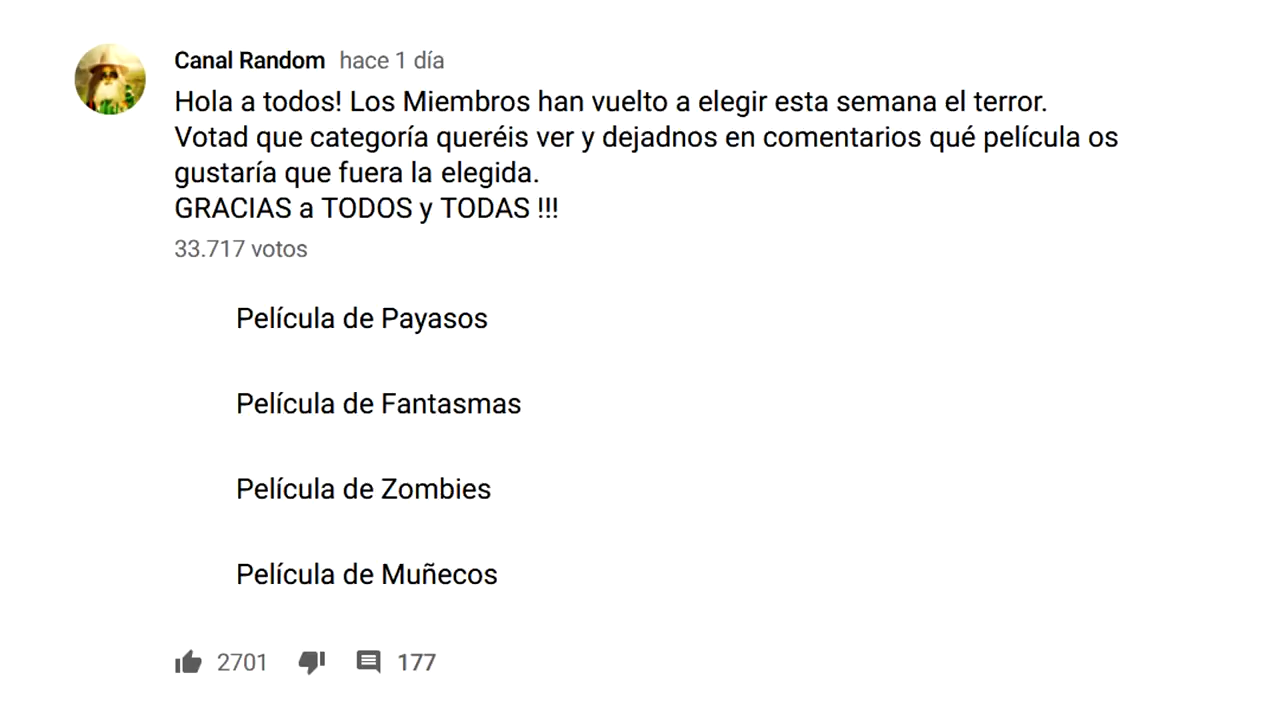 Canal Random hace 1 día
Hola a todos! Los Miembros han vuelto a elegir esta semana el terror.
Votad que categoría queréis ver y dejadnos en comentarios qué película os
gustaría que fuera la elegida.
GRACIAS a TODOS y TODAS !!!
33.717 votos
Película de Payasos
Película de Fantasmas
Película de Zombies
Película de Muñecos
2701 177